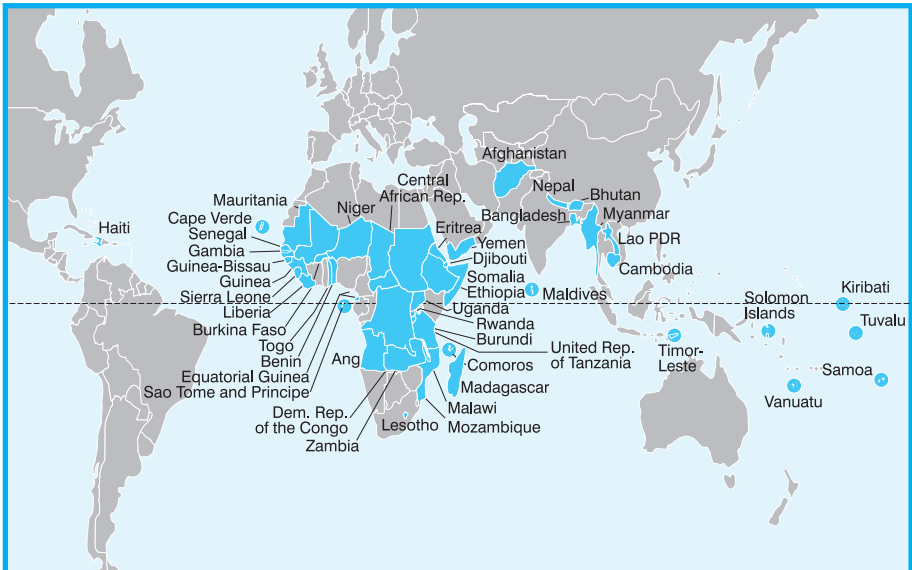 Afghanistan
Central
African Rep.
Nepal
Bhutan
Mauritania
Niger
Bangladesh
Myanmar
Haiti
Cape Verde
Senegal
Eritrea
Yemen
Lao PDR
Gambia
Djibouti
Guinea-Bissau
Somalia
Cambodia
Guinea
Ethiopia
Maldives
Kiribati
Sierra Leone
Uganda
Solomon
Islands
Liberia
Rwanda
Tuvalu
Burkina Faso
Burundi
Togo
United Rep.
of Tanzania
Timor-
Leste
Benin
Ang
Comoros
Samoa
Equatorial Guinea
Sao Tome and Principe
Madagascar
Vanuatu
Dem. Rep.
of the Congo
Malawi
Lesotho
Mozambique
Zambia